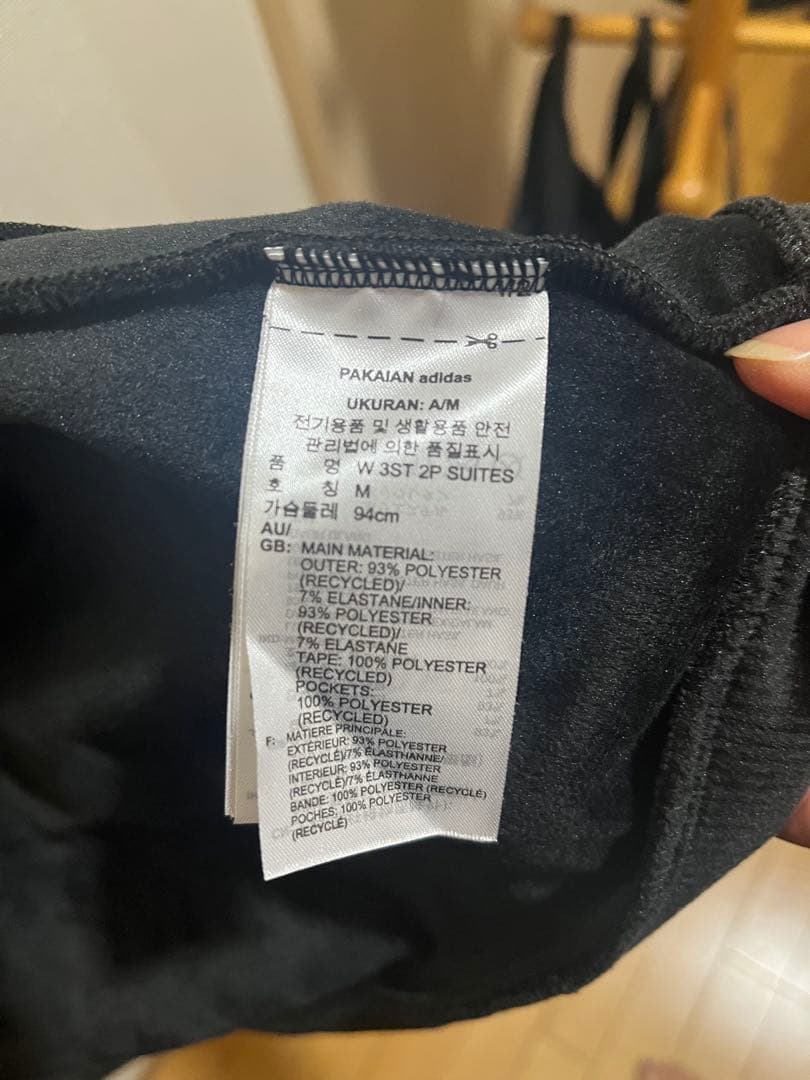 PAKAIAN adidas
UKURAN: A/M
전기용품 및 생활용품 안전
관리법에 의한 품질표시
품 명 W 3ST 2P SUITES
호 칭 M
가슴둘레 94cm
AU/
GB: MAIN MATERIAL:
OUTER: 93% POLYESTER
(RECYCLED)/
7% ELASTANE/INNER:
93% POLYESTER
(RECYCLED)/
7% ELASTANE
TAPE: 100% POLYESTER
(RECYCLED)
POCKETS:
100% POLYESTER
(RECYCLED)
F: MATIERE PRINCIPALE:
EXTÉRIEUR: 93% POLYESTER
(RECYCLÉ)/7% ÉLASTHANNE/
INTERIEUR: 93% POLYESTER
(RECYCLÉ)/7% ÉLASTHANNE
BANDE: 100% POLYESTER (RECYCLÉ)
POCHES: 100% POLYESTER
(RECYCLÉ)